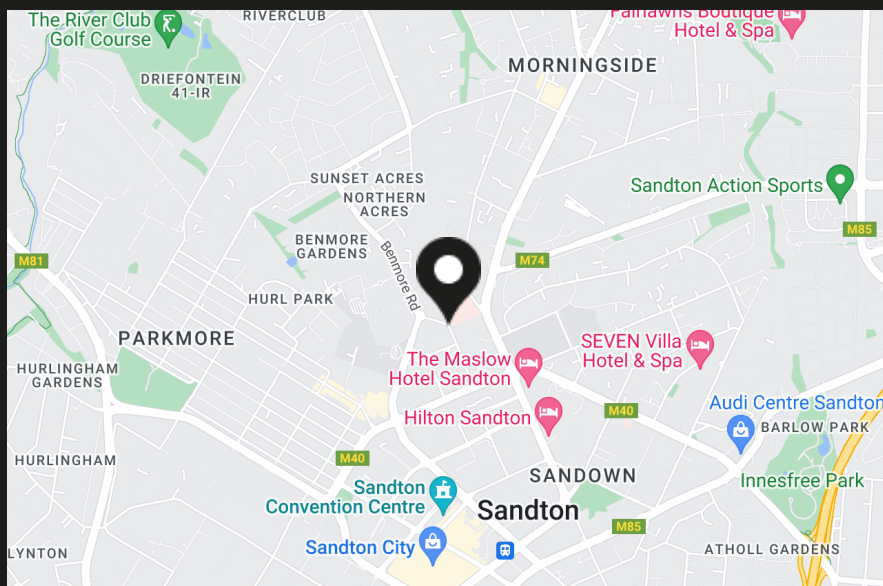 The River Club
Golf Course
RIVERCLUB
Fairlawns Boutique
Hotel & Spa
MORNINGSIDE
DRIEFONTEIN
41-IR
SUNSET ACRES
NORTHERN
ACRES
Sandton Action Sports
M85
BENMORE
GARDENS
Benmore Rd
M81
M74
HURL PARK
PARKMORE
SEVEN Villa
Hotel & Spa
The Maslow
Hotel Sandton
HURLINGHAM
GARDENS
Hilton Sandton
M40
Audi Centre Sandton
BARLOW PARK
HURLINGHAM
M40
SANDOWN
Innesfree Park
Sandton
Convention Centre
Sandton
M85
Sandton City
LYNTON
ATHOLL GARDENS